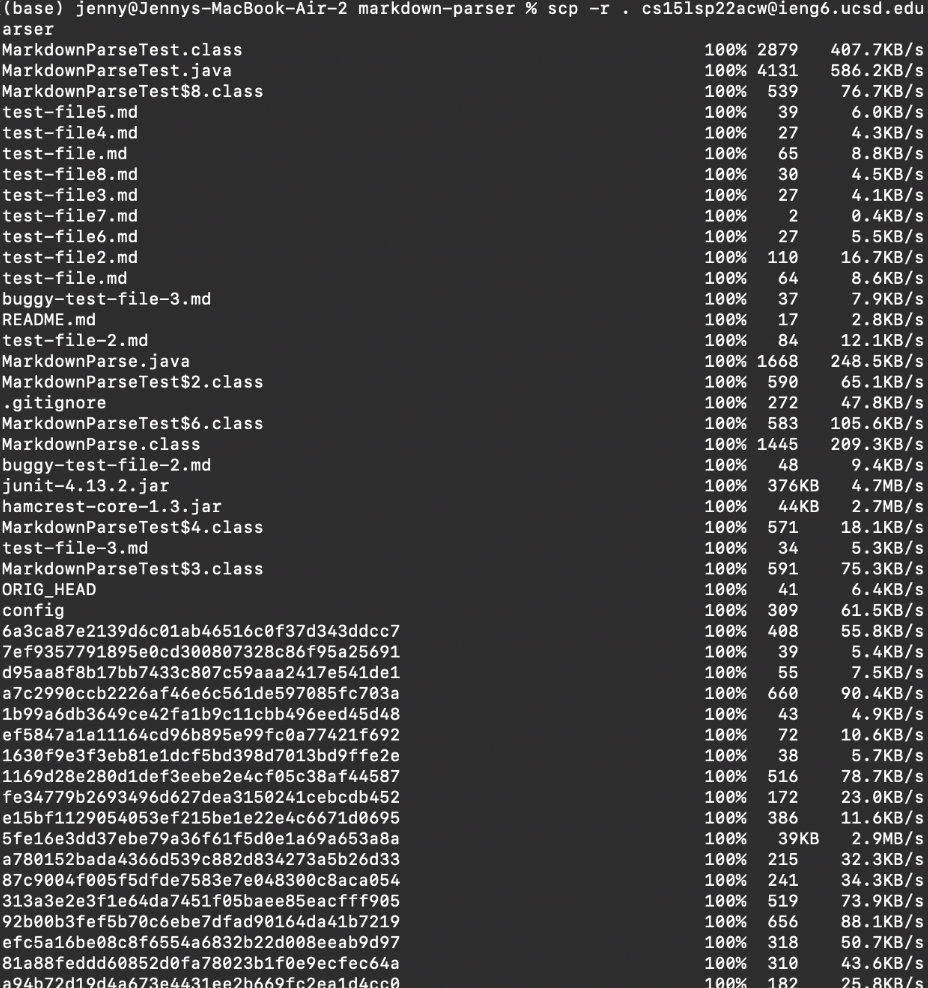 (base) jenny@Jennys-MacBook-Air-2 markdown-parser % scp -r . cs15lsp22acw@ieng6.ucsd.edu
arser
MarkdownParseTest.class 100% 2879 407.7KB/s
MarkdownParseTest.java 100% 4131 586.2KB/s
MarkdownParseTest$8.class 100% 539 76.7KB/s
test-file5.md 100% 39 6.0KB/s
test-file4.md 100% 27 4.3KB/s
test-file.md 100% 65 8.8KB/s
test-file8.md 100% 30 4.5KB/s
test-file3.md 100% 27 4.1KB/s
test-file7.md 100% 2 0.4KB/s
test-file6.md 100% 27 5.5KB/s
test-file2.md 100% 110 16.7KB/s
test-file.md 100% 64 8.6KB/s
buggy-test-file-3.md 100% 37 7.9KB/s
README.md 100% 17 2.8KB/s
test-file-2.md 100% 84 12.1KB/s
MarkdownParse.java 100% 1668 248.5KB/s
MarkdownParseTest$2.class 100% 590 65.1KB/s
.gitignore 100% 272 47.8KB/s
MarkdownParseTest$6.class 100% 583 105.6KB/s
MarkdownParse.class 100% 1445 209.3KB/s
buggy-test-file-2.md 100% 48 9.4KB/s
junit-4.13.2.jar 100% 376KB 4.7MB/s
hamcrest-core-1.3.jar 100% 44KB 2.7MB/s
MarkdownParseTest$4.class 100% 571 18.1KB/s
test-file-3.md 100% 34 5.3KB/s
MarkdownParseTest$3.class 100% 591 75.3KB/s
ORIG_HEAD 100% 41 6.4KB/s
config 100% 309 61.5KB/s
6a3ca87e2139d6c01ab46516c0f37d343ddcc7 100% 408 55.8KB/s
7ef9357791895e0cd300807328c86f95a25691 100% 39 5.4KB/s
d95aa8f8b17bb7433c807c59aaa2417e541de1 100% 55 7.5KB/s
a7c2990ccb2226af46e6c561de597085fc703a 100% 660 90.4KB/s
1b99a6db3649ce42fa1b9c11cbb496eed45d48 100% 43 4.9KB/s
ef5847a1a11164cd96b895e99fc0a77421f692 100% 72 10.6KB/s
1630f9e3f3eb81e1dcf5bd398d7013bd9ffe2e 100% 38 5.7KB/s
1169d28e280d1def3eebe2e4cf05c38af44587 100% 516 78.7KB/s
fe34779b2693496d627dea3150241cebcdb452 100% 172 23.0KB/s
e15bf1129054053ef215be1e22e4c6671d0695 100% 386 11.6KB/s
5fe16e3dd37ebe79a36f61f5d0e1a69a653a8a 100% 39KB 2.9MB/s
a780152bada4366d539c882d834273a5b26d33 100% 215 32.3KB/s
87c9004f005f5dfde7583e7e048300c8aca054 100% 241 34.3KB/s
313a3e2e3f1e64da7451f05baee85eacfff905 100% 519 73.9KB/s
92b00b3fef5b70c6ebe7dfad90164da41b7219 100% 656 88.1KB/s
efc5a16be08c8f6554a6832b22d008eeab9d97 100% 318 50.7KB/s
81a88feddd60852d0fa78023b1f0e9ecfec64a 100% 310 43.6KB/s
a94b72d19d4a673e4431ee2b669fc2ea1d4cc0 100% 182 25.8KB/s